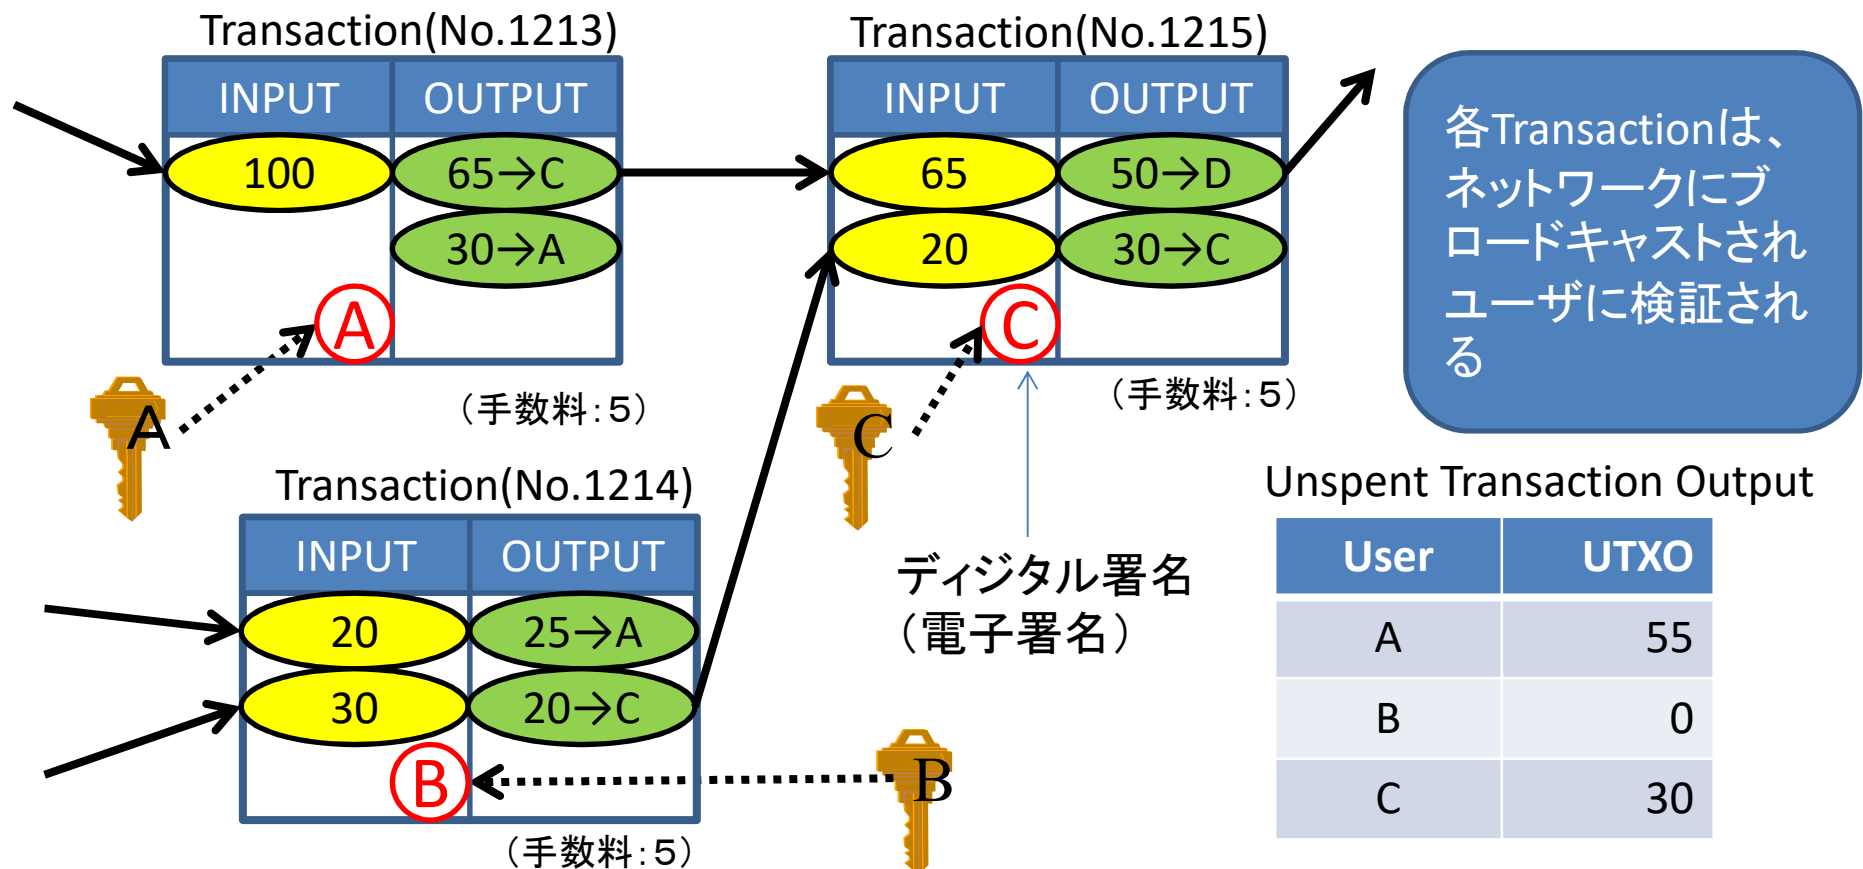 Transaction(No.1213)
INPUT OUTPUT
100 65→C
30→A
A
(手数料:5)
A
Transaction(No.1214)
INPUT OUTPUT
20 25→A
30 20→C
B
(手数料:5)
B
Transaction(No.1215)
INPUT OUTPUT
65 50→D
20 30→C
C
(手数料:5)
C
ディジタル署名
(電子署名)
各Transactionは、
ネットワークにブ
ロードキャストされ
ユーザに検証され
る
Unspent Transaction Output
User UTXO
A 55
B 0
C 30